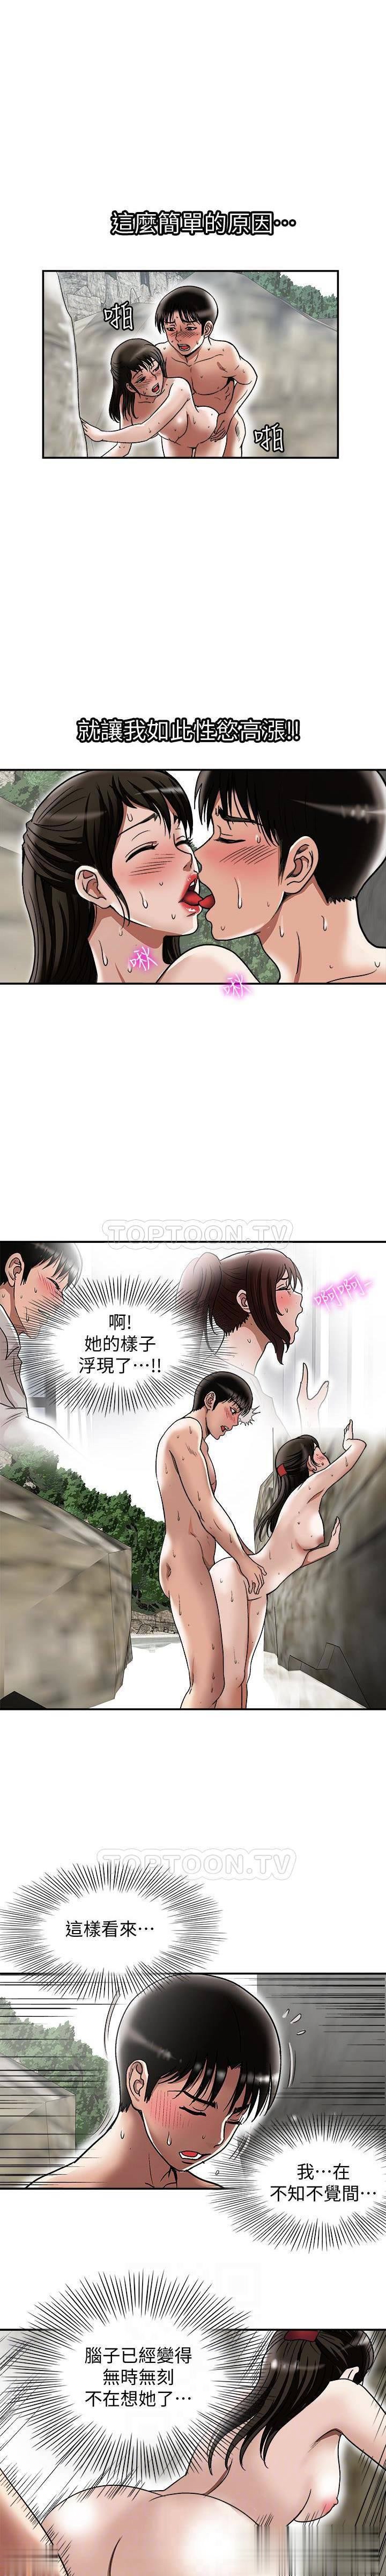 這麼簡單的原因⋯
啪
啪
就讓我如此性慾高漲!!
啾
啾
TOPTOON.TV
啊!
她的樣子
浮現了⋯!!
啊啊~
TOPTOON.TV
這樣看來⋯
我⋯在
不知不覺間⋯
腦子已經變得
無時無刻
不在想她了⋯